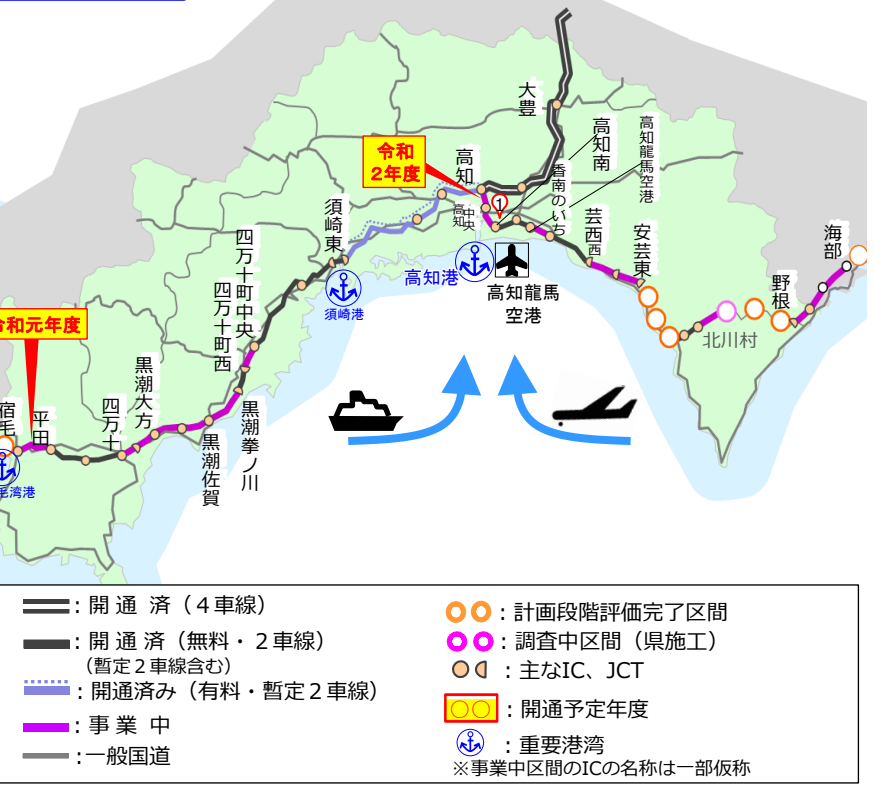 大豊
高知南
高知龍馬空港
令和
2年度
高知
香南のいち
①
高知中央
須崎東
芸西西
安芸東
海部
野根
北川村
四万十町中央
四万十町西
高知港
須崎港
高知龍馬
空港
令和元年度
黒潮大方
四万十
平田
宿毛
毛湾港
黒潮拳ノ川
黒潮佐賀
：開 通 済（４車線）
：開 通 済（無料・２車線）
（暫定２車線含む）
：開通済み（有料・暫定２車線）
：事 業 中
：一般国道
：計画段階評価完了区間
：調査中区間（県施工）
：主なIC、JCT
○○：開通予定年度
：重要港湾
※事業中区間のICの名称は一部仮称